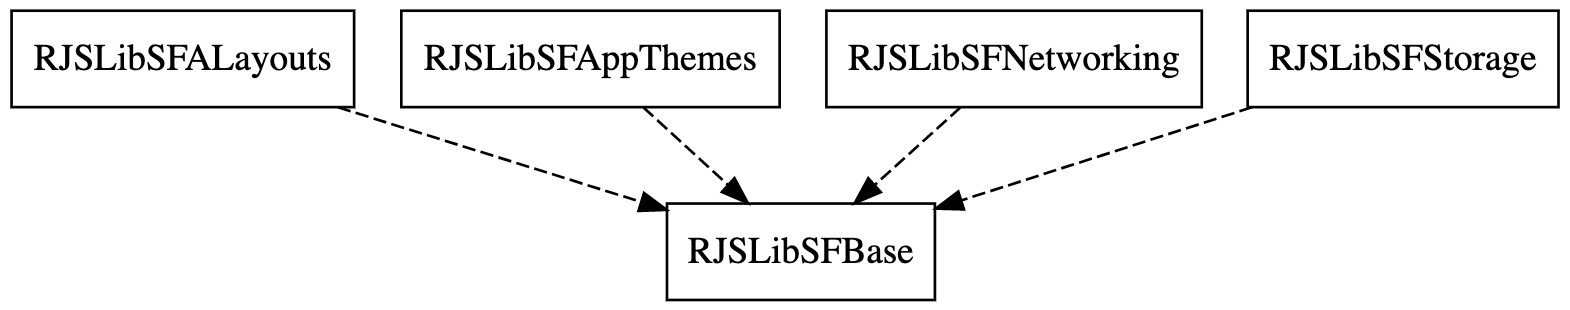 RJSLibSFALayouts
RJSLibSFAppThemes
RJSLibSFNetworking
RJSLibSFStorage
RJSLibSFBase